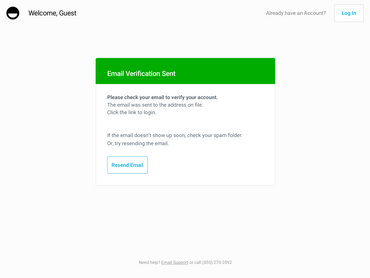 Welcome, Guest
Already have an Account?
Log In
Email Verification Sent
Please check your email to verify your account.
The email was sent to the address on file.
Click the link to login.
If the email doesn't show up soon, check your spam folder.
Or, try resending the email.
Resend Email
Need help? Email Support or call